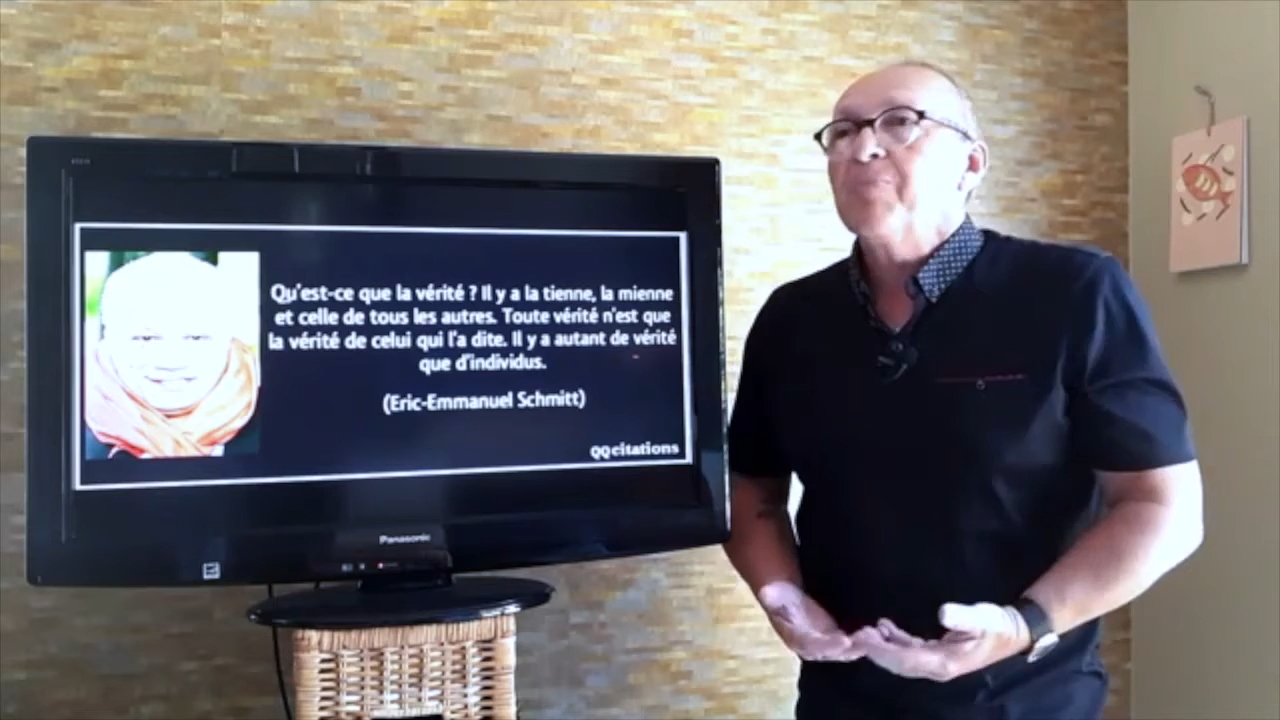 Qu'est-ce que la vérité ? Il y a la tienne, la mienne
et celle de tous les autres. Toute vérité n'est que
la vérité de celui qui l'a dite. Il y a autant de vérité
que d'individus.
(Eric-Emmanuel Schmitt)
QQcitations
Panasonic